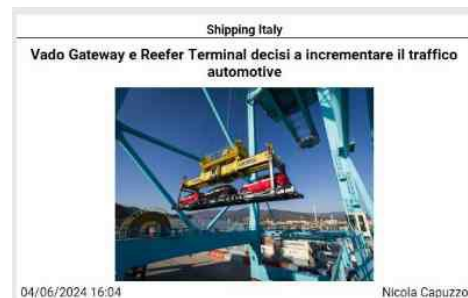 Shipping Italy
Vado Gateway e Reefer Terminal decisi a incrementare il traffico
automotive
04/06/2024 16:04
Nicola Capuzzo